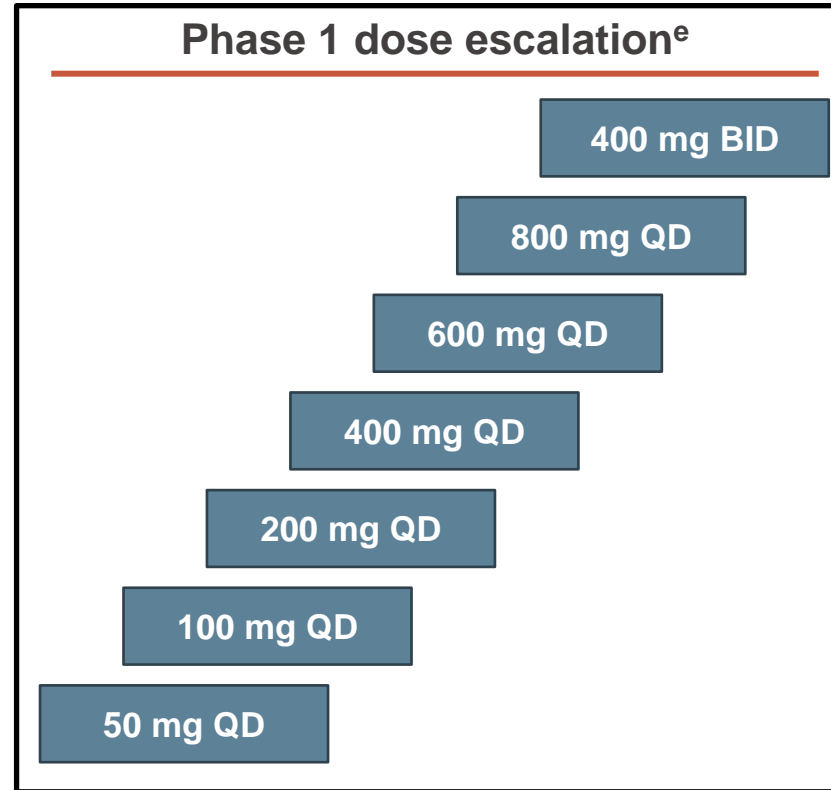 Phase 1 dose escalationᵉ
400 mg BID
800 mg QD
600 mg QD
400 mg QD
200 mg QD
100 mg QD
50 mg QD